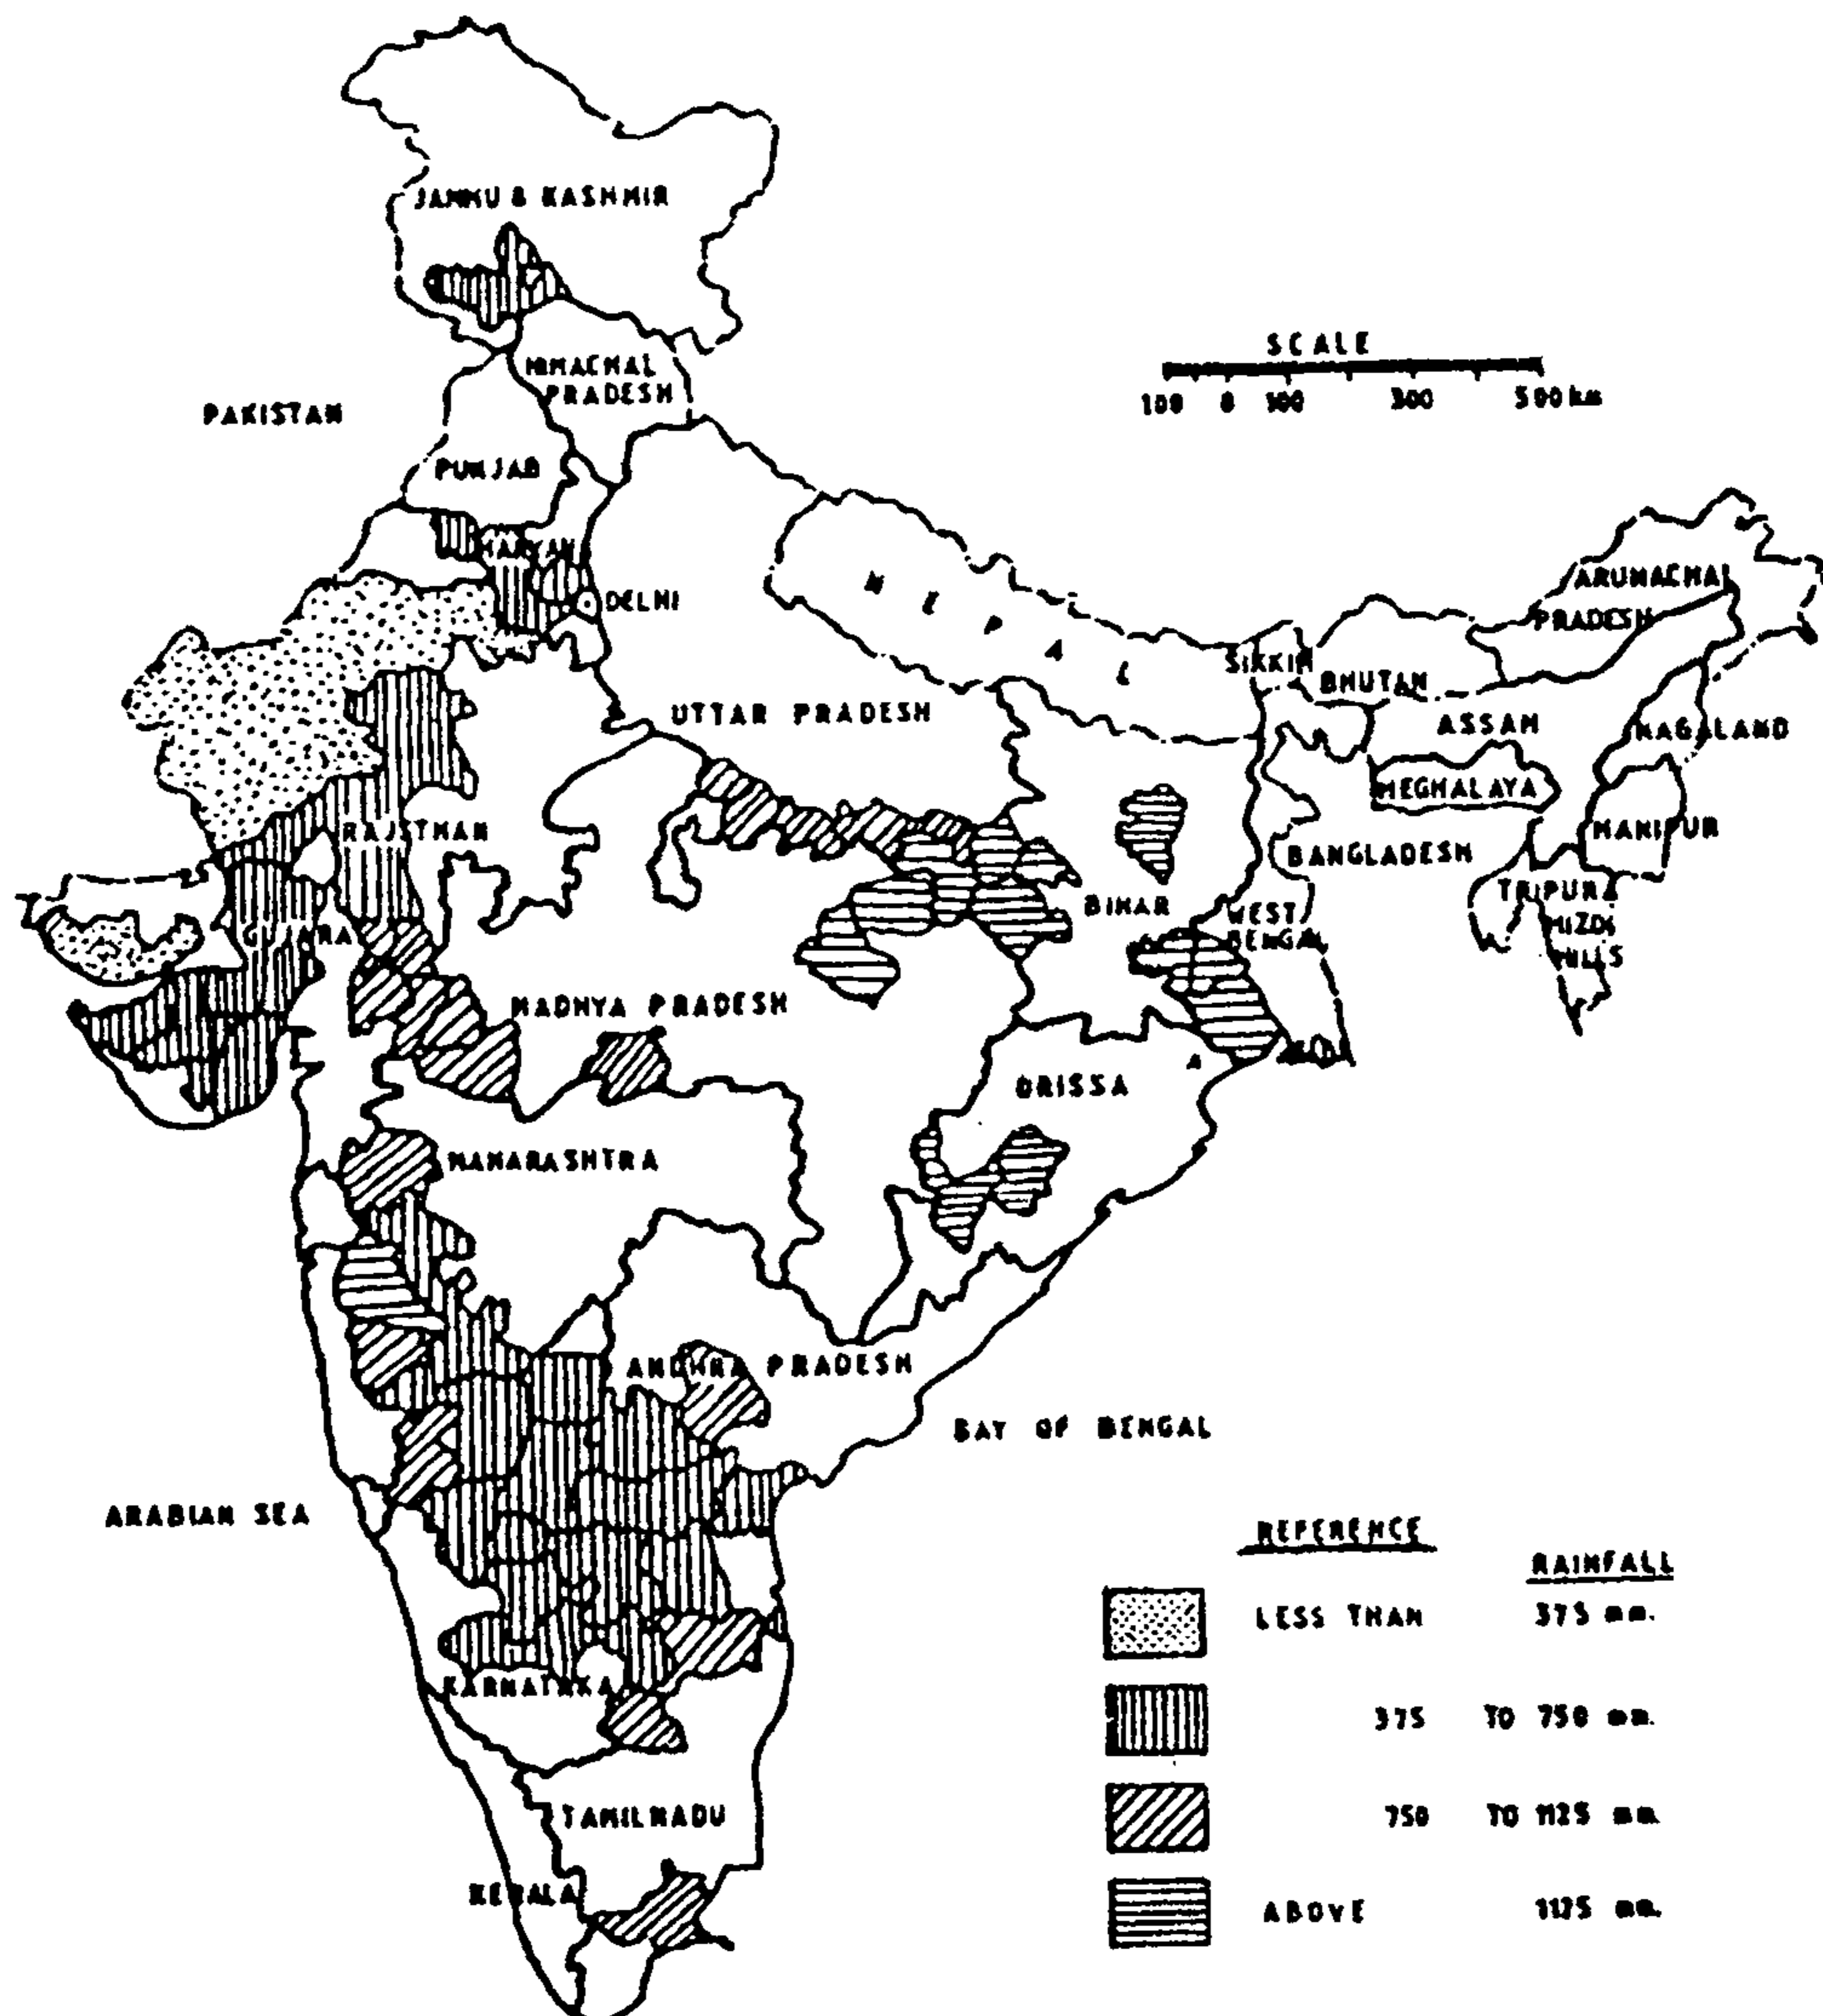 JAMMU & KASHMIR
HIMACHAL
PRADESH
SCALE
100 0 100 300 500 km
PAKISTAN
PUNJAB
HARYANA
DELHI
NEPAL
ARUNACHAL
PRADESH
SIKKIM
BHUTAN
UTTAR PRADESH
ASSAM
NAGALAND
MEGHALAYA
RAJSTHAN
MANIPUR
BANGLADESH
TRIPURA
BIHAR
WEST
BENGAL
MIZO
HILLS
GUJARA
MADHYA PRADESH
ORISSA
MAHARASHTRA
ANDHRA PRADESH
BAY OF BENGAL
ARABIAN SEA
REFERENCE
RAINFALL
LESS THAN 375 mm.
KARNATAKA
375 TO 750 mm.
TAMILNADU
750 TO 1125 mm.
KERALA
ABOVE 1125 mm.